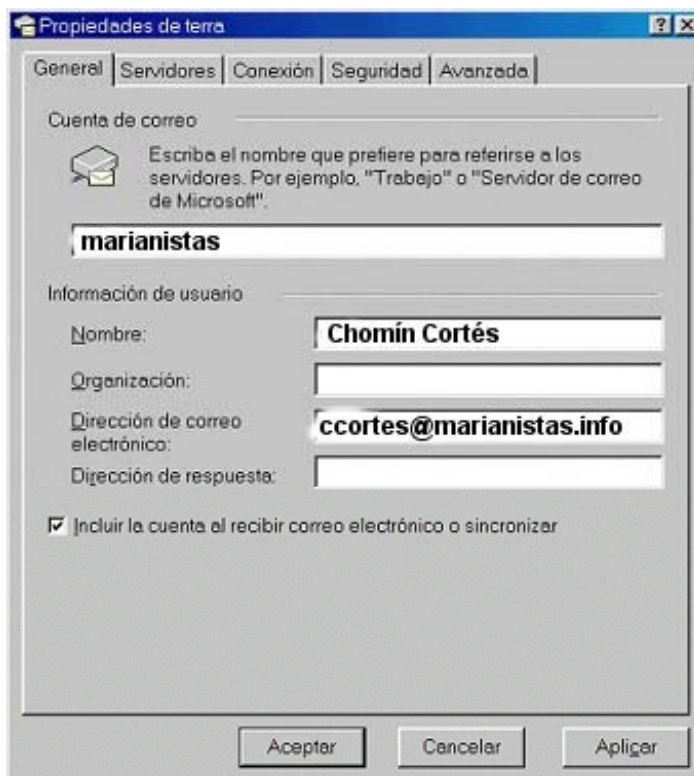 Propiedades de terra
General Servidores Conexión Seguridad Avanzada
Cuenta de correo
Escriba el nombre que prefiere para referirse a los
servidores. Por ejemplo, "Trabajo" o "Servidor de correo
de Microsoft".
marianistas
Información de usuario
Nombre: Chomín Cortés
Organización:
Dirección de correo
electrónico: ccortes@marianistas.info
Dirección de respuesta:
Incluir la cuenta al recibir correo electrónico o sincronizar
Aceptar Cancelar Aplicar